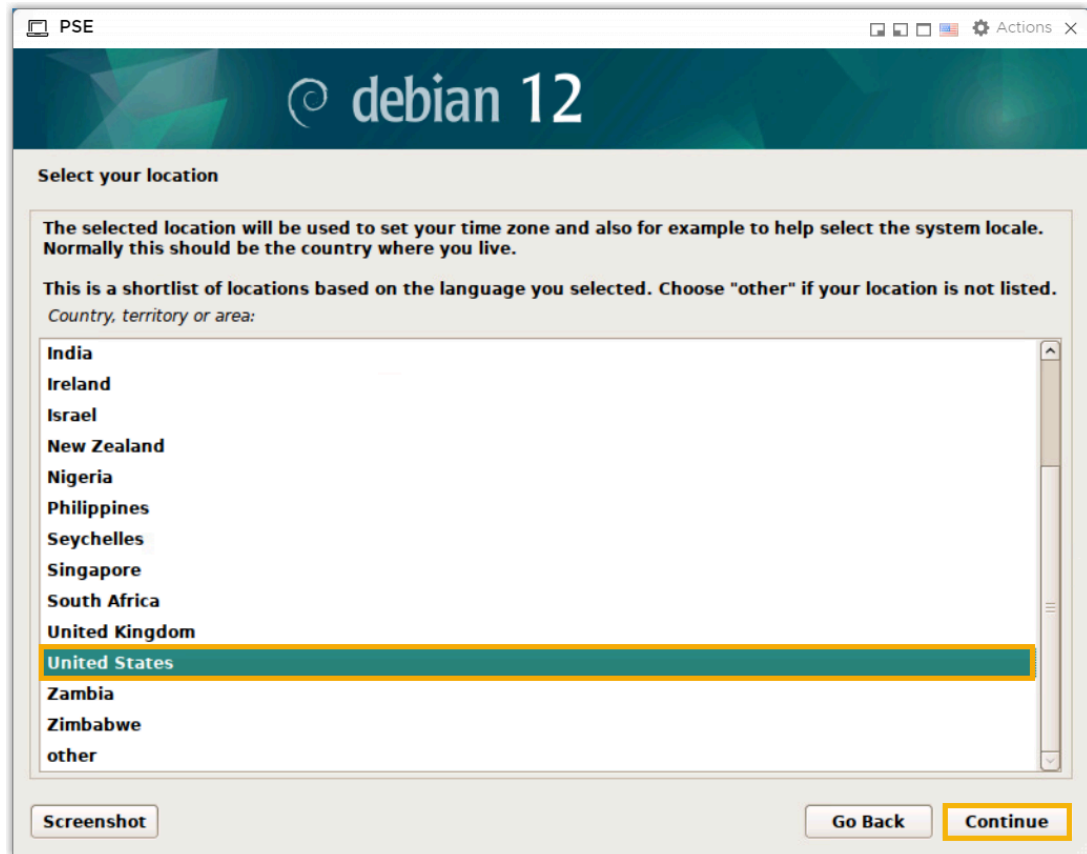 PSE
Actions
debian 12
Select your location
The selected location will be used to set your time zone and also for example to help select the system locale.
Normally this should be the country where you live.
This is a shortlist of locations based on the language you selected. Choose "other" if your location is not listed.
Country, territory or area:
India
Ireland
Israel
New Zealand
Nigeria
Philippines
Seychelles
Singapore
South Africa
United Kingdom
United States
Zambia
Zimbabwe
other
Screenshot
Go Back
Continue